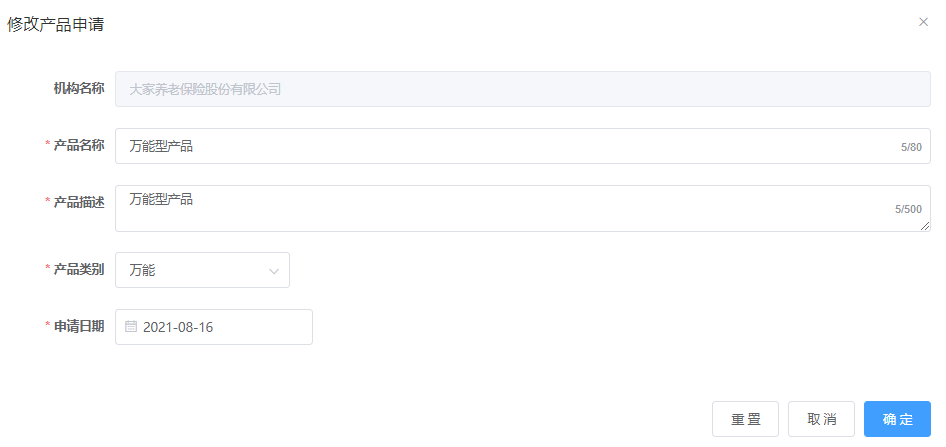 修改产品申请
机构名称 大家养老保险股份有限公司
* 产品名称 万能型产品 5/80
* 产品描述 万能型产品 5/500
* 产品类别 万能
* 申请日期 2021-08-16
重置 取消 确定